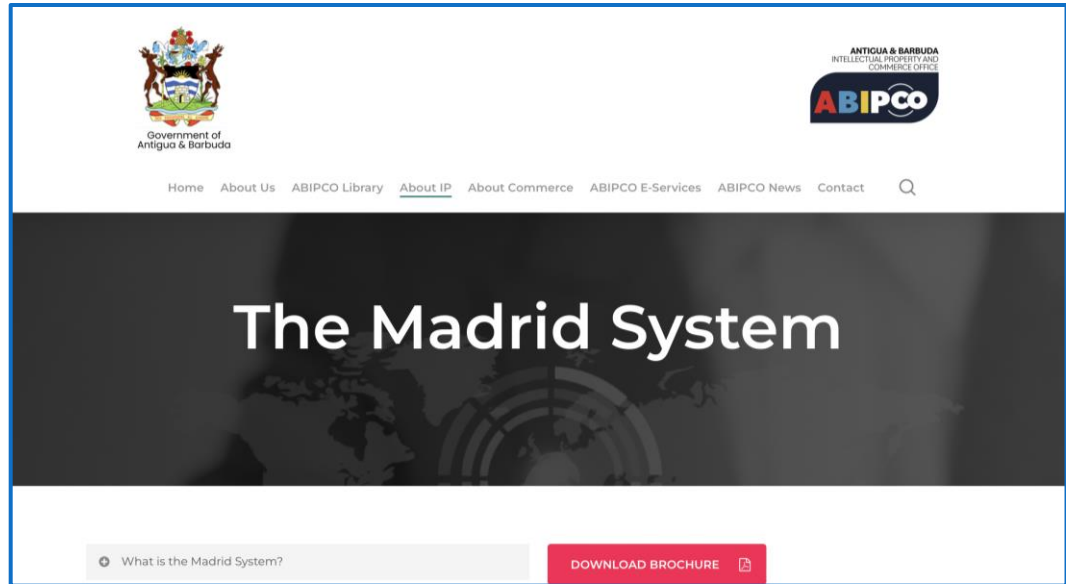 Government of
Antigua & Barbuda
ANTIGUA & BARBUDA
INTELLECTUAL PROPERTY AND
COMMERCE OFFICE
ABIPCO
Home About Us ABIPCO Library About IP About Commerce ABIPCO E-Services ABIPCO News Contact
The Madrid System
What is the Madrid System?
DOWNLOAD BROCHURE